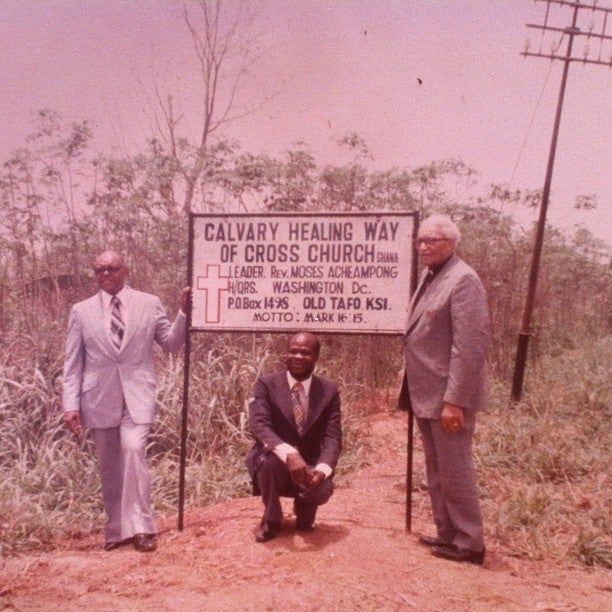 CALVARY HEALING WAY
OF CROSS CHURCH GHANA
LEADER. REV. MOSES ACHEAMPONG
H/QRS. WASHINGTON DC.
P.O.BOX 1498. OLD TAFO. KSI.
MOTTO: MARK 16:15.